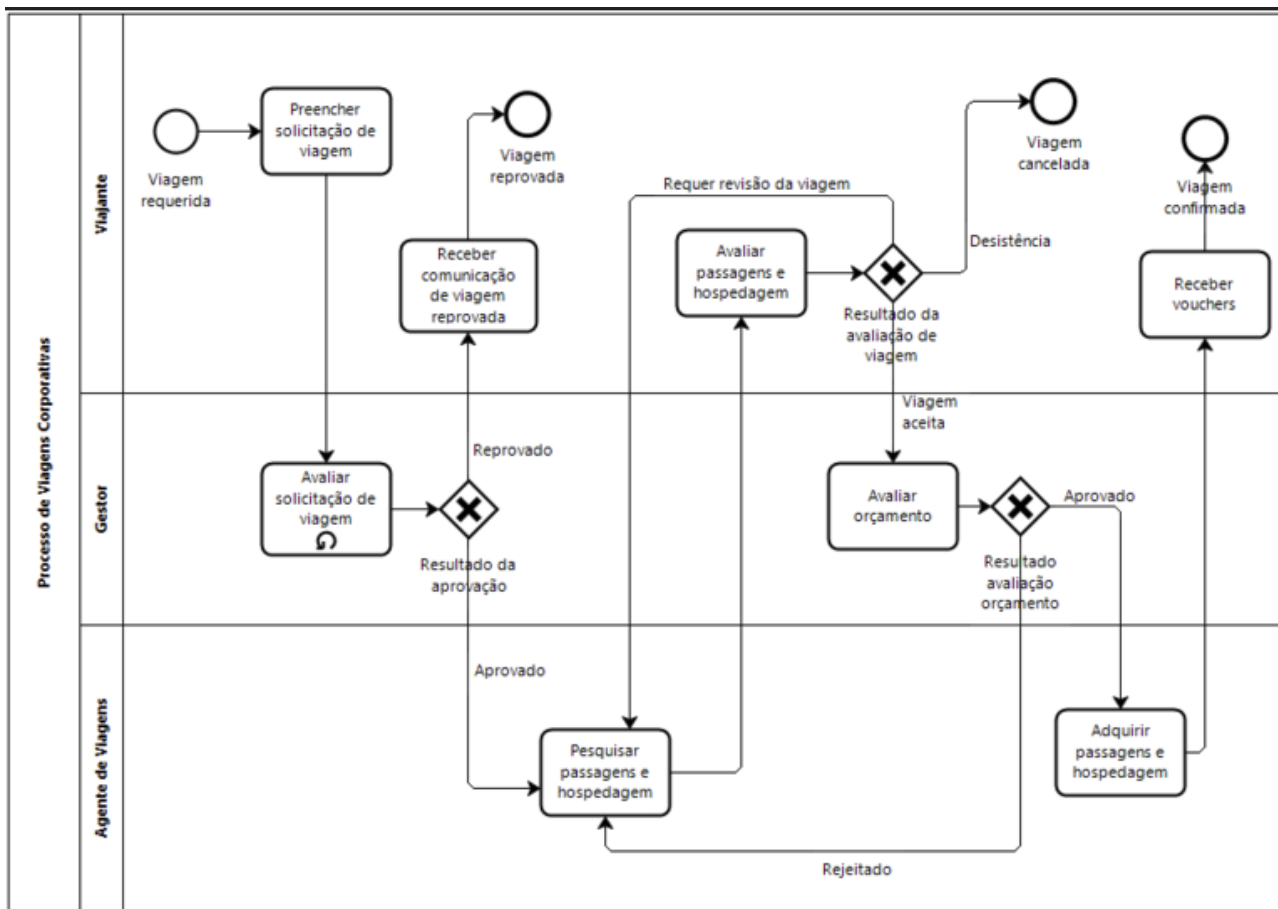 Processo de Viagens Corporativas
Viajante
Viagem
requerida
Preencher
solicitação de
viagem
Viagem
reprovada
Receber
comunicação
de viagem
reprovada
Requer revisão da viagem
Avaliar
passagens e
hospedagem
Resultado da
avaliação de
viagem
Desistência
Viagem
cancelada
Viagem
confirmada
Receber
vouchers
Gestor
Avaliar
solicitação de
viagem
Reprovado
Resultado da
aprovação
Viagem
aceita
Avaliar
orçamento
Aprovado
Resultado
avaliação
orçamento
Agente de Viagens
Aprovado
Pesquisar
passagens e
hospedagem
Adquirir
passagens e
hospedagem
Rejeitado